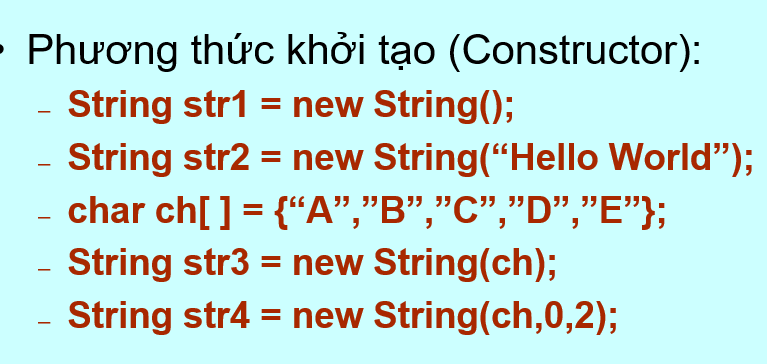 • Phương thức khởi tạo (Constructor):
– String str1 = new String();
– String str2 = new String(“Hello World”);
– char ch[ ] = {“A”,”B”,”C”,”D”,”E”};
– String str3 = new String(ch);
– String str4 = new String(ch,0,2);